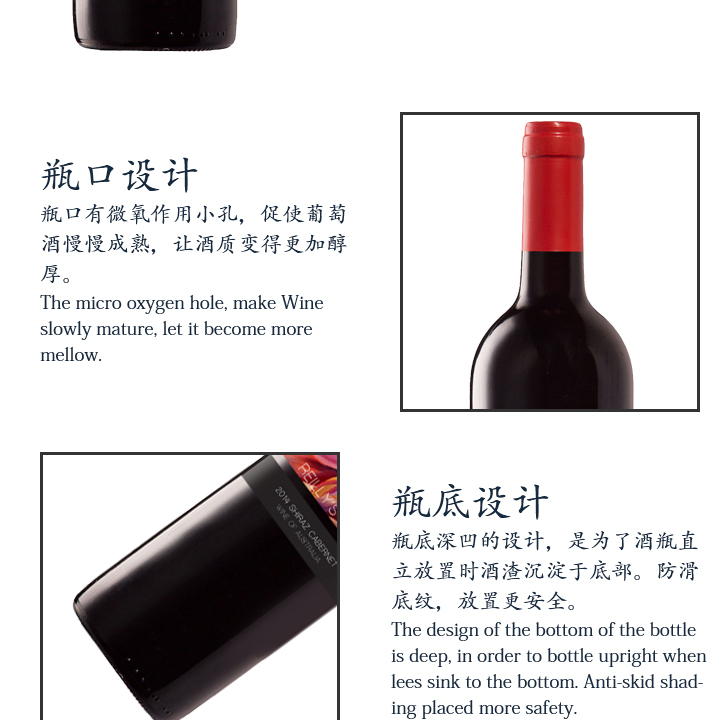 瓶口设计
瓶口有微氧作用小孔，促使葡萄
酒慢慢成熟，让酒质变得更加醇
厚。
The micro oxygen hole, make Wine
slowly mature, let it become more
mellow.
REILLY'S
2014 SHIRAZ CABERNET
WINE OF AUSTRALIA
瓶底设计
瓶底深凹的设计，是为了酒瓶直
立放置时酒渣沉淀于底部。防滑
底纹，放置更安全。
The design of the bottom of the bottle
is deep, in order to bottle upright when
lees sink to the bottom. Anti-skid shad-
ing placed more safety.